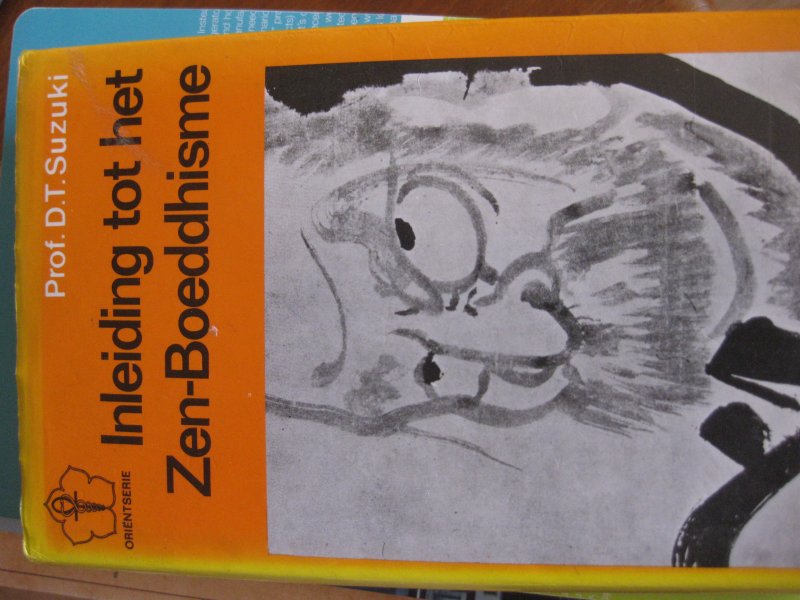 Prof. D.T. Suzuki
Inleiding tot het
Zen-Boeddhisme
ORIËNTSERIE